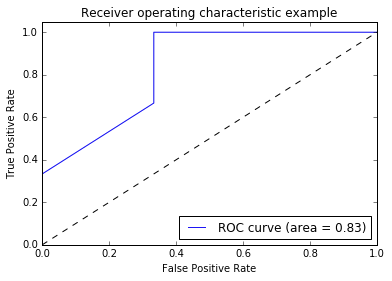 Receiver operating characteristic example
1.0
0.8
0.6
0.4
0.2
0.0
True Positive Rate
ROC curve (area = 0.83)
0.0 0.2 0.4 0.6 0.8 1.0
False Positive Rate